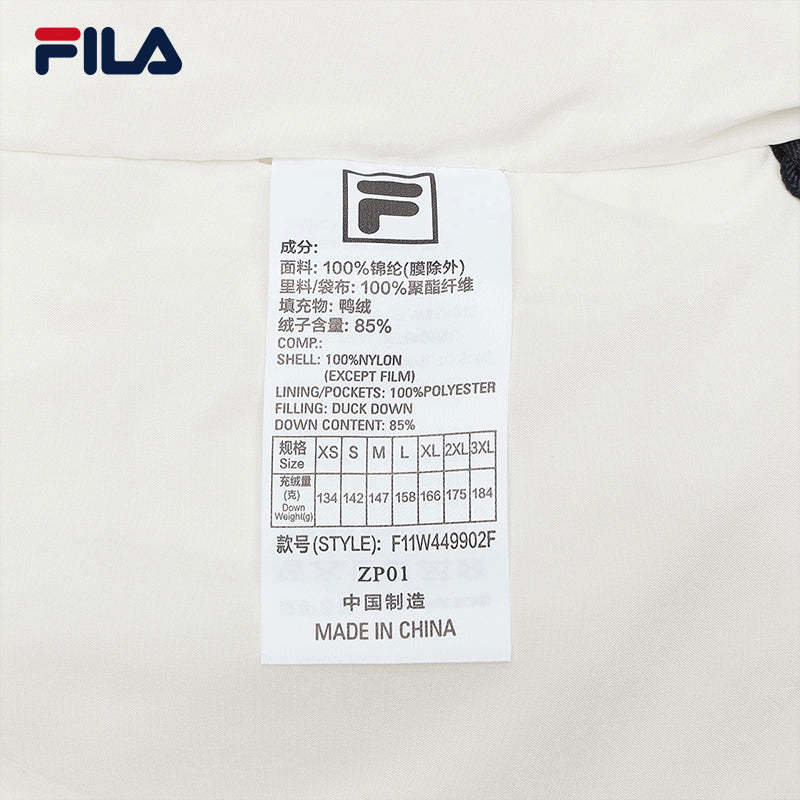 FILA
F
成分:
面料: 100%锦纶(膜除外)
里料/袋布: 100%聚酯纤维
填充物: 鸭绒
绒子含量: 85%
COMP.:
SHELL: 100%NYLON
(EXCEPT FILM)
LINING/POCKETS: 100%POLYESTER
FILLING: DUCK DOWN
DOWN CONTENT: 85%
规格 Size XS S M L XL 2XL 3XL
充绒量(克) Down Weight(g) 134 142 147 158 166 175 184
款号(STYLE): F11W449902F
ZP01
中国制造
MADE IN CHINA